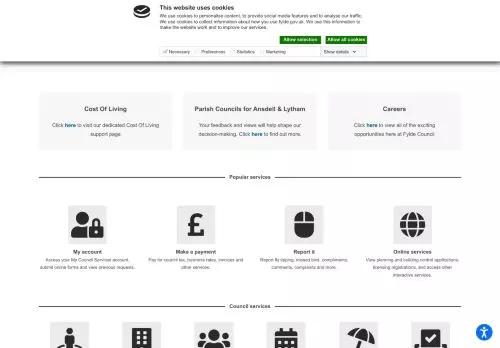 This website uses cookies
We use cookies to personalise content, to provide social media features and to analyse our traffic.
We use cookies to collect information about how you use fylde.gov.uk. We use this information to
make the website work and to improve our services.
Allow selection Allow all cookies
Necessary Preferences Statistics Marketing Show details
Cost Of Living
Click here to visit our dedicated Cost Of Living
support page.
Parish Councils for Ansdell & Lytham
Your feedback and views will help shape our
decision-making. Click here to find out more.
Careers
Click here to view all of the exciting
opportunities here at Fylde Council
Popular services
My account
Access your My Council Services account,
submit online forms and view previous requests.
Make a payment
Pay for council tax, business rates, invoices and
other services.
Report it
Report fly tipping, missed bins, compliments,
comments, complaints and more.
Online services
View planning and building control applications,
licensing registrations, and access other
interactive services.
Council services